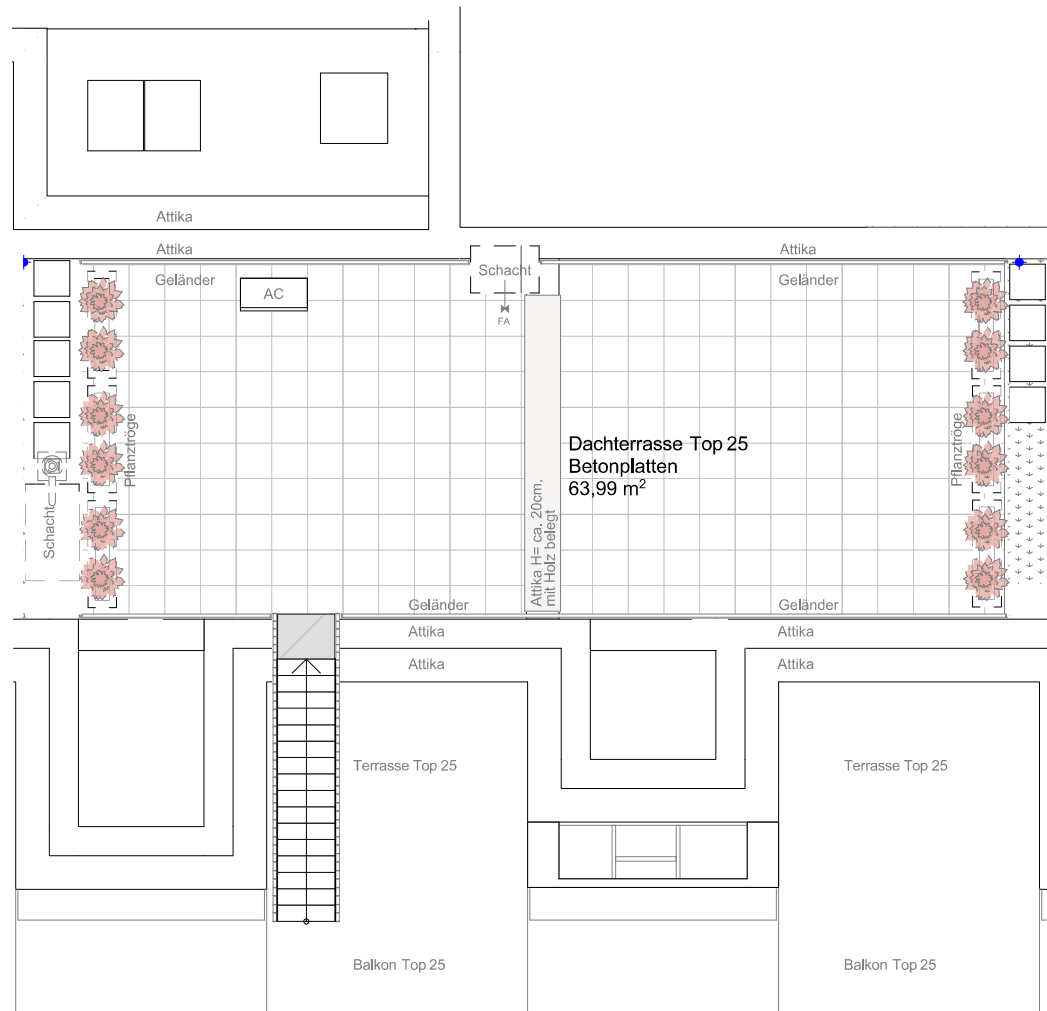 Attika
Attika
Attika
Geländer
Schacht
Geländer
AC
FA
Pflanztröge
Pflanztröge
Dachterrasse Top 25
Betonplatten
63,99 m²
Schacht
Attika H= ca. 20cm,
mit Holz belegt
Geländer
Geländer
Attika
Attika
Attika
Attika
Terrasse Top 25
Terrasse Top 25
Balkon Top 25
Balkon Top 25